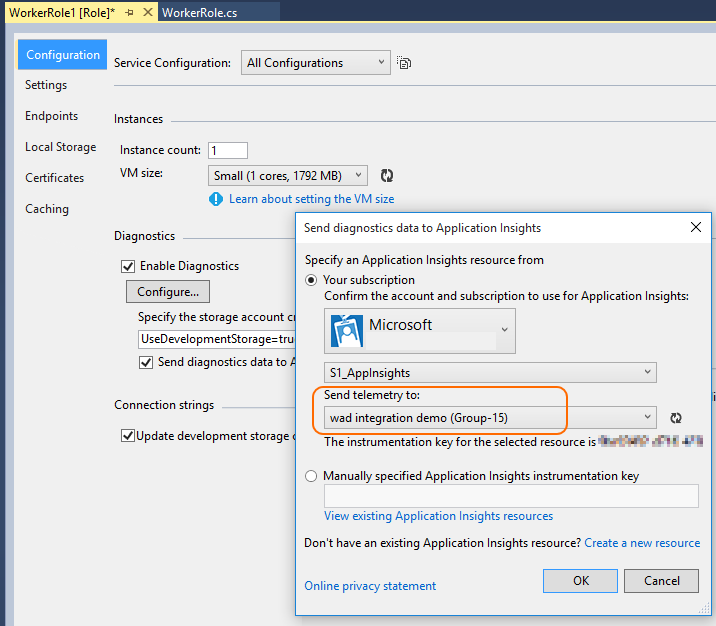 WorkerRole1 [Role]*
WorkerRole.cs
Configuration
Settings
Endpoints
Local Storage
Certificates
Caching
Service Configuration: All Configurations
Instances
Instance count: 1
VM size: Small (1 cores, 1792 MB)
Learn about setting the VM size
Diagnostics
Enable Diagnostics
Configure...
Specify the storage account
UseDevelopmentStorage=tru
Send diagnostics data to
Connection strings
Update development storage
Send diagnostics data to Application Insights
Specify an Application Insights resource from
Your subscription
Confirm the account and subscription to use for Application Insights:
Microsoft
S1_AppInsights
Send telemetry to:
wad integration demo (Group-15)
The instrumentation key for the selected resource is
Manually specified Application Insights instrumentation key
View existing Application Insights resources
Don't have an existing Application Insights resource? Create a new resource
Online privacy statement
OK
Cancel